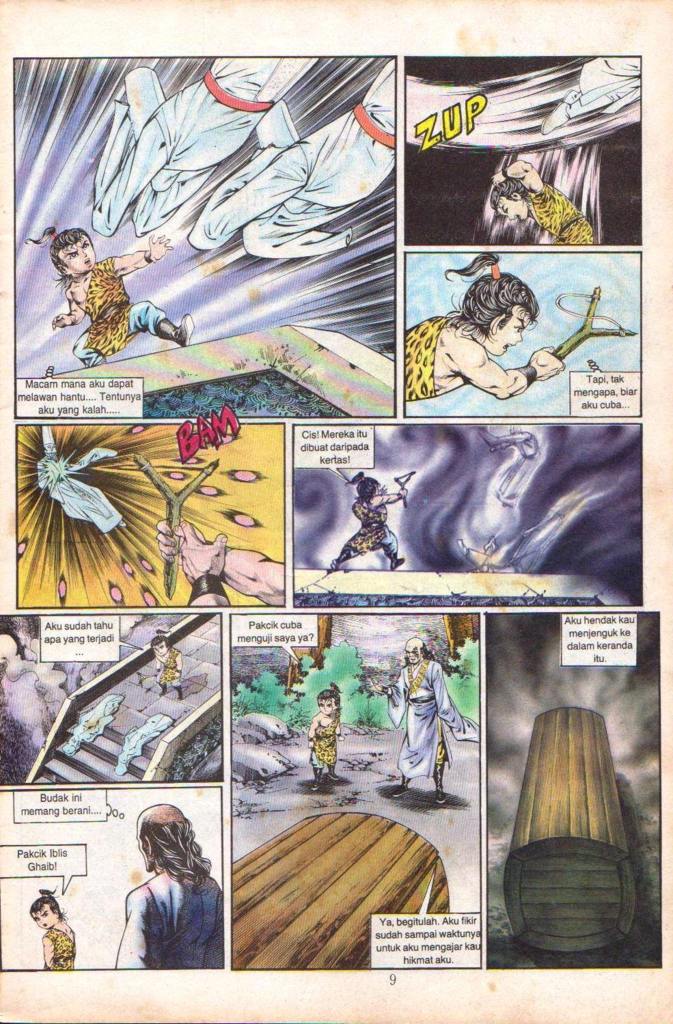 Macam mana aku dapat
melawan hantu.... Tentunya
aku yang kalah.....
ZUP
Tapi, tak
mengapa, biar
aku cuba...
BAM
Cis! Mereka itu
dibuat daripada
kertas!
Aku sudah tahu
apa yang terjadi
...
Budak ini
memang berani....
Pakcik Iblis
Ghaib!
Pakcik cuba
menguji saya ya?
Ya, begitulah. Aku fikir
sudah sampai waktunya
untuk aku mengajar kau
hikmat aku.
Aku hendak kau
menjenguk ke
dalam keranda
itu.
9